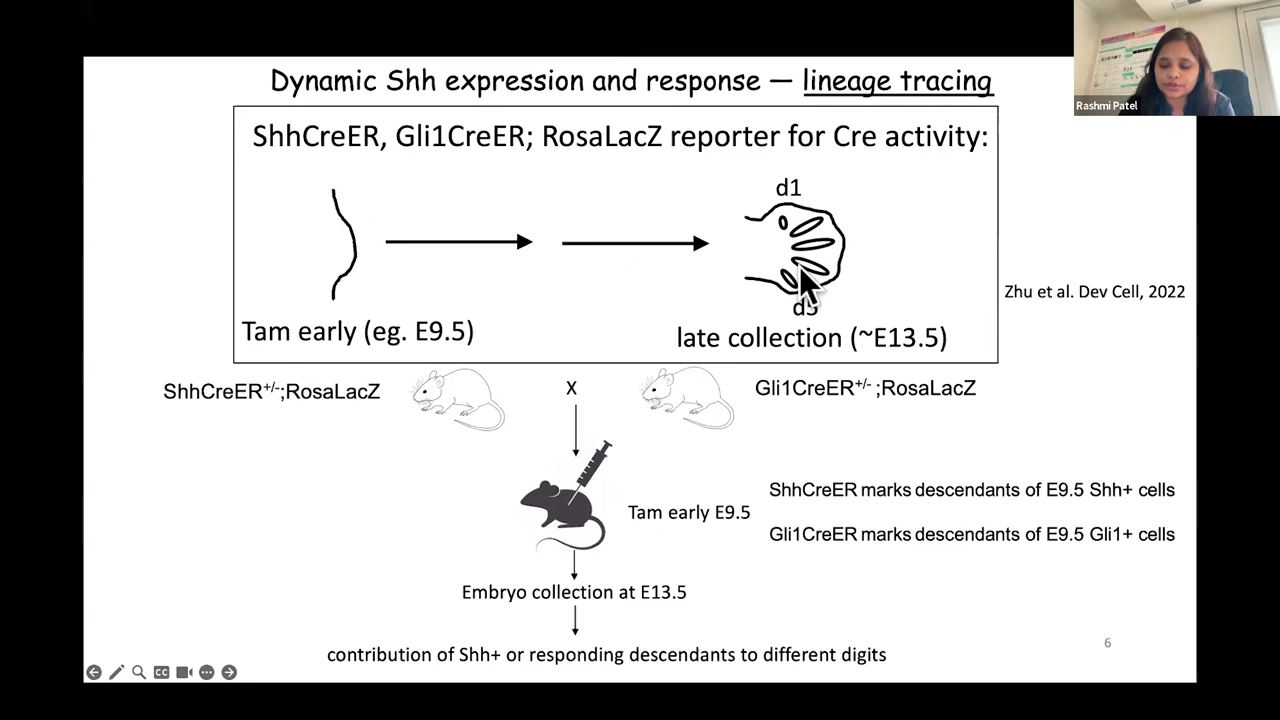 Dynamic Shh expression and response — lineage tracing
Rashmi Patel
ShhCreER, Gli1CreER; RosaLacZ reporter for Cre activity:
d1
d5
Tam early (eg. E9.5)
late collection (~E13.5)
Zhu et al. Dev Cell, 2022
ShhCreER+/-;RosaLacZ
X
Gli1CreER+/- ;RosaLacZ
Tam early E9.5
ShhCreER marks descendants of E9.5 Shh+ cells
Gli1CreER marks descendants of E9.5 Gli1+ cells
Embryo collection at E13.5
contribution of Shh+ or responding descendants to different digits
6
CC